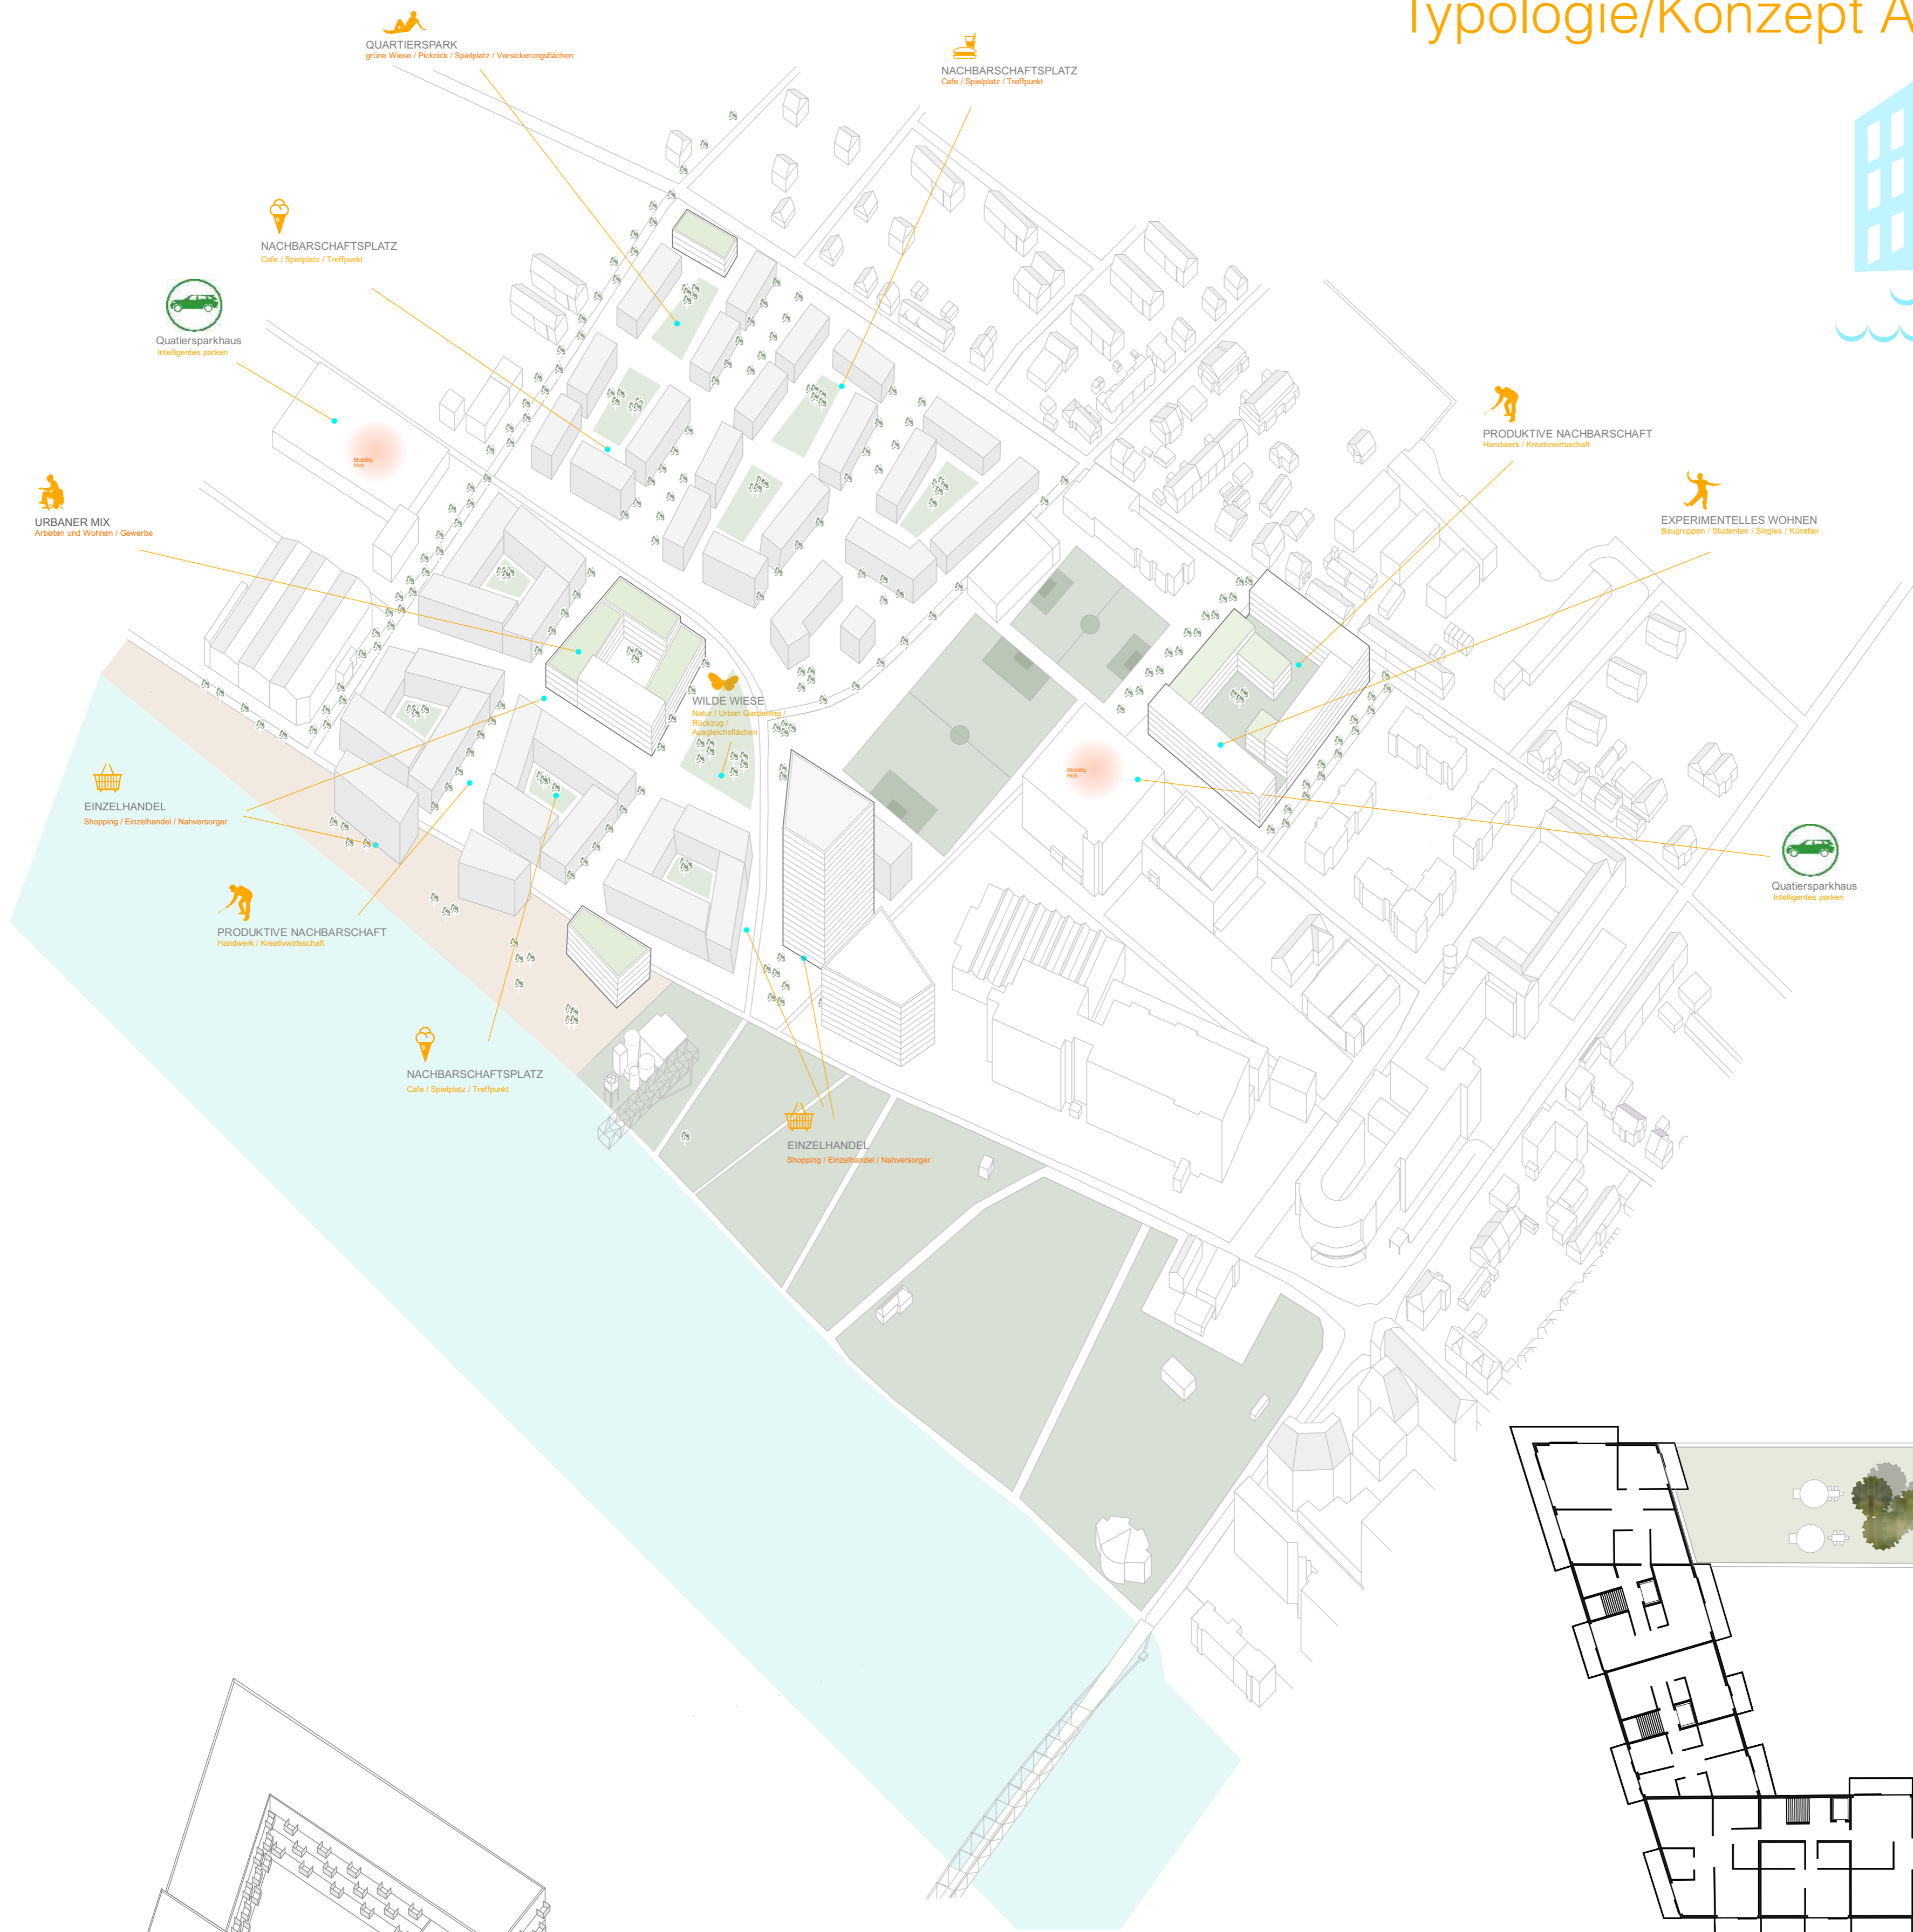 Typologie/Konzept A
QUARTIERSPARK
grüne Wiese / Picknick / Spielplatz / Versickerungsflächen
NACHBARSCHAFTSPLATZ
Cafe / Spielplatz / Treffpunkt
NACHBARSCHAFTSPLATZ
Cafe / Spielplatz / Treffpunkt
Quatiersparkhaus
Intelligentes parken
Mobility
Hub
PRODUKTIVE NACHBARSCHAFT
Handwerk / Kreativwirtsschaft
URBANER MIX
Arbeiten und Wohnen / Gewerbe
EXPERIMENTELLES WOHNEN
Baugruppen / Studenten / Singles / Künstler
WILDE WIESE
Natur / Urban Gardening /
Rückzug /
Ausgleichsflächen
Mobility
Hub
EINZELHANDEL
Shopping / Einzelhandel / Nahversorger
Quatiersparkhaus
Intelligentes parken
PRODUKTIVE NACHBARSCHAFT
Handwerk / Kreativwirtsschaft
NACHBARSCHAFTSPLATZ
Cafe / Spielplatz / Treffpunkt
EINZELHANDEL
Shopping / Einzelhandel / Nahversorger